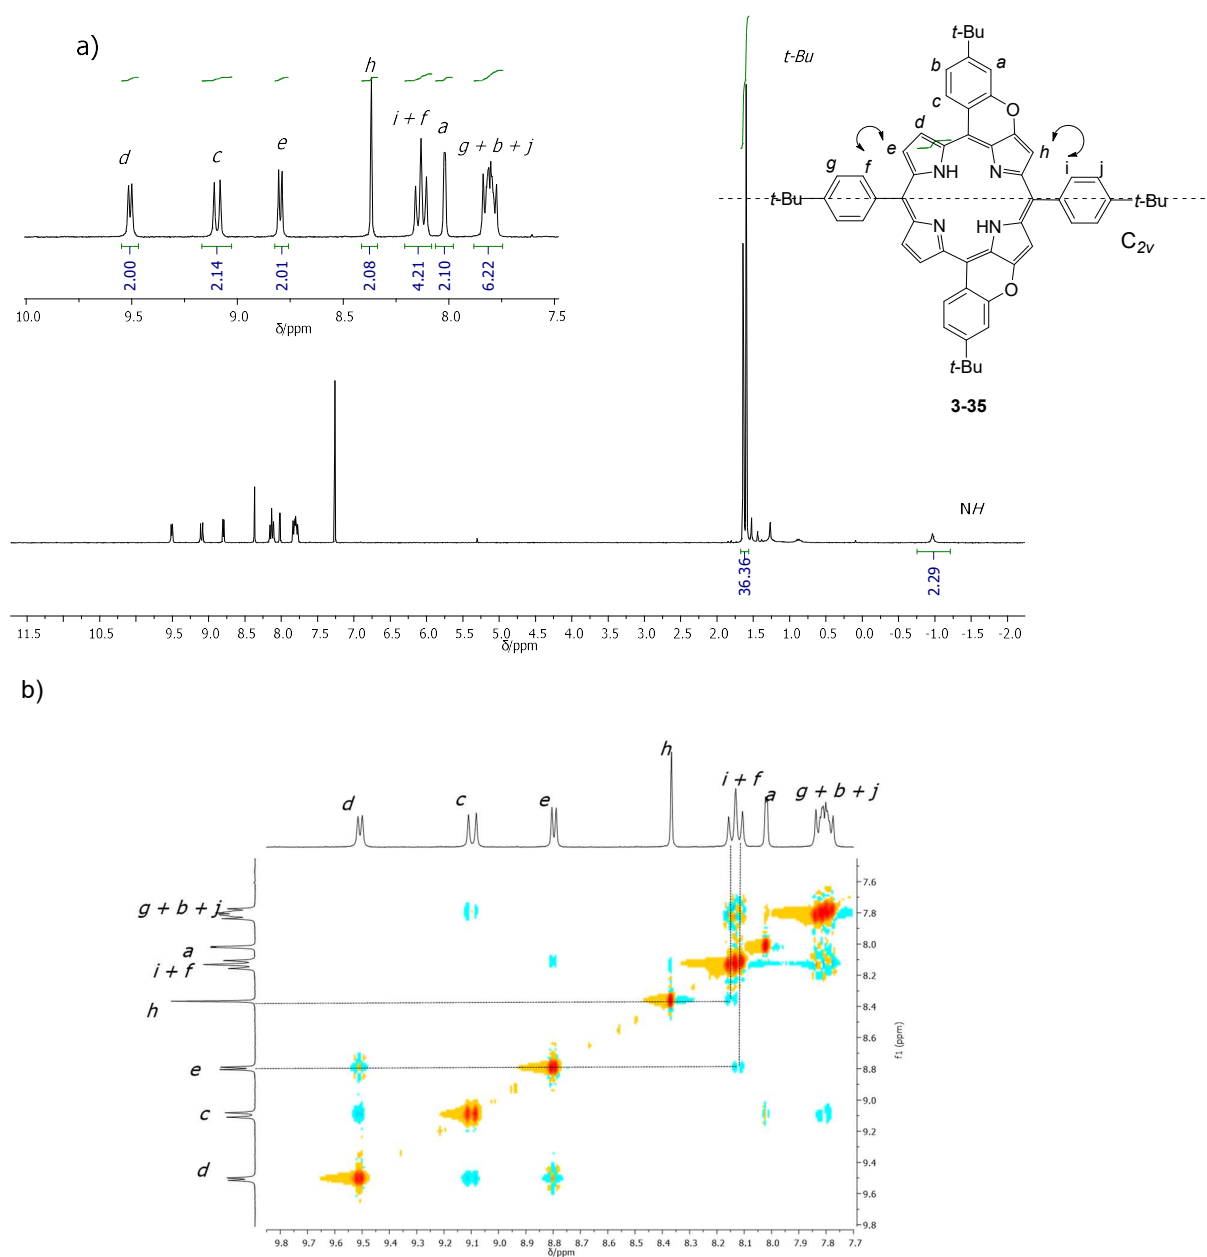 a)
t-Bu
t-Bu
h
b
a
c
O
i + f
a
d
e
g + b + j
d
c
e
h
i
j
g
f
NH
N
t-Bu
t-Bu
N
HN
C2v
2.00
2.14
2.01
2.08
4.21
2.10
6.22
O
10.0 9.5 9.0 8.5 8.0 7.5
δ/ppm
t-Bu
3-35
NH
36.36
2.29
11.5 10.5 9.5 9.0 8.5 8.0 7.5 7.0 6.5 6.0 5.5 5.0 4.5 4.0 3.5 3.0 2.5 2.0 1.5 1.0 0.5 0.0 -0.5 -1.0 -2.0
δ/ppm
b)
h
i + f
d
c
e
a
g + b + j
g + b + j
a
i + f
h
e
c
d
7.6
7.8
8.0
8.2
8.4
8.6
8.8
9.0
9.2
9.4
9.6
9.8
f1 (ppm)
9.8 9.7 9.6 9.5 9.4 9.3 9.2 9.1 9.0 8.9 8.8 8.7 8.6 8.5 8.4 8.3 8.2 8.1 8.0 7.9 7.8 7.7
δ/ppm